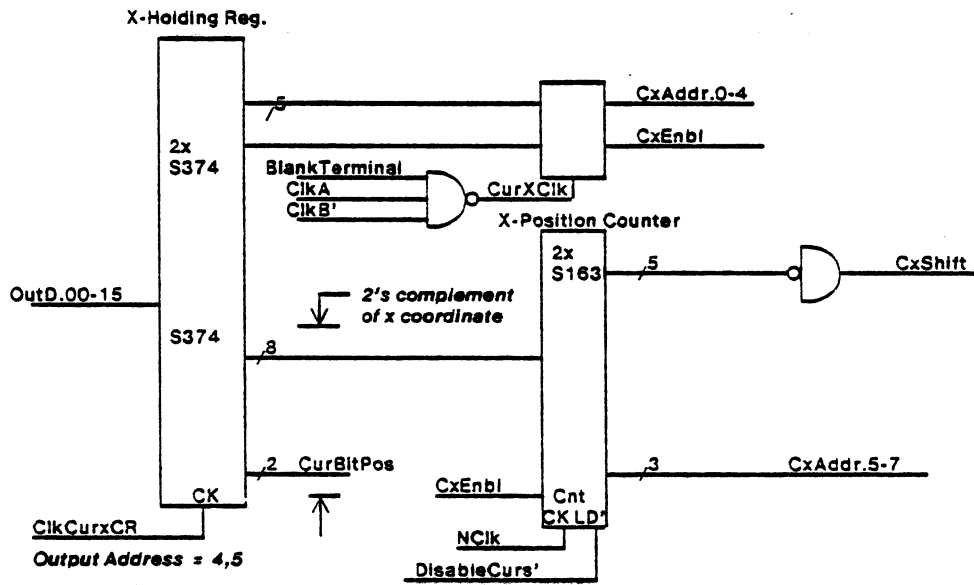 X-Holding Reg.
5
CxAddr.0-4
2x
S374
CxEnbl
BlankTerminal
ClkA
ClkB'
CurXClk
X-Position Counter
2x
S163
5
CxShift
OutD.00-15
2's complement
of x coordinate
S374
8
2
CurBitPos
3
CxAddr.5-7
CxEnbl
Cnt
CK
CK LD'
ClkCurxCR
NClk
Output Address = 4,5
DisableCurs'